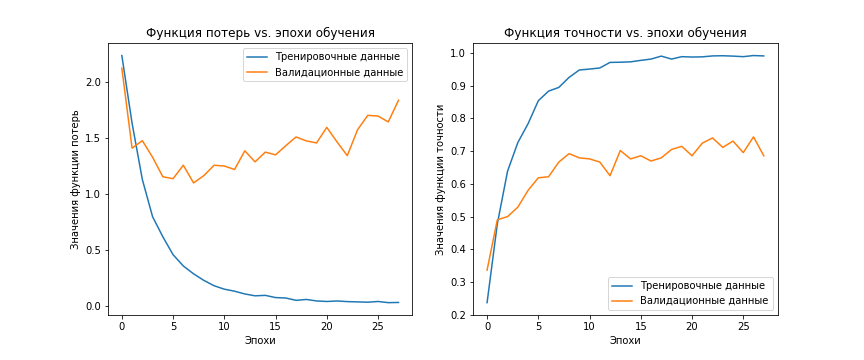 Функция потерь vs. эпохи обучения
Значения функции потерь
2.0
1.5
1.0
0.5
0.0
Тренировочные данные
Валидационные данные
0 5 10 15 20 25
Эпохи
Функция точности vs. эпохи обучения
Значения функции точности
1.0
0.9
0.8
0.7
0.6
0.5
0.4
0.3
0.2
Тренировочные данные
Валидационные данные
0 5 10 15 20 25
Эпохи